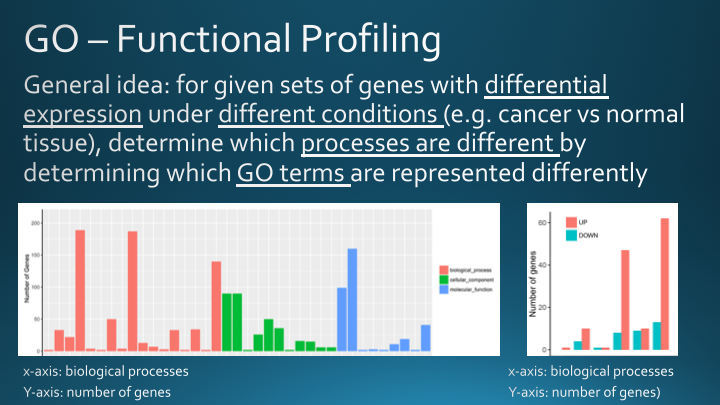 GO – Functional Profiling
General idea: for given sets of genes with differential
expression under different conditions (e.g. cancer vs normal
tissue), determine which processes are different by
determining which GO terms are represented differently
Number of Genes
200
150
100
50
0
biological_process
cellular_component
molecular_function
Number of genes
60
40
20
0
UP
DOWN
x-axis: biological processes
Y-axis: number of genes
x-axis: biological processes
Y-axis: number of genes)